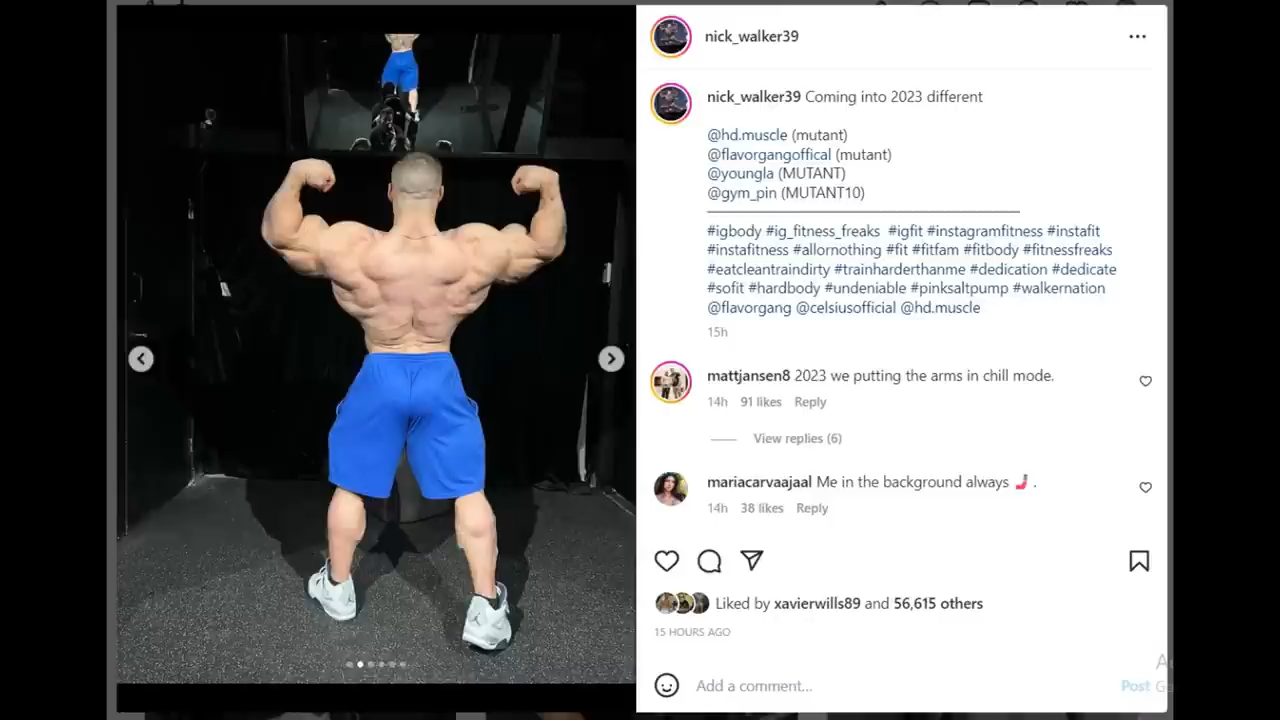 nick_walker39
nick_walker39 Coming into 2023 different
@hd.muscle (mutant)
@flavorgangoffical (mutant)
@youngla (MUTANT)
@gym_pin (MUTANT10)
#igbody #ig_fitness_freaks #igfit #instagramfitness #instafit
#instafitness #allornothing #fit #fitfam #fitbody #fitnessfreaks
#eatcleantraindirty #trainharderthanme #dedication #dedicate
#sofit #hardbody #undeniable #pinksaltpump #walkernation
@flavorgang @celsiusofficial @hd.muscle
15h
mattjansen8 2023 we putting the arms in chill mode.
14h 91 likes Reply
View replies (6)
mariacarvaajaal Me in the background always 🤳 .
14h 38 likes Reply
Liked by xavierwills89 and 56,615 others
15 HOURS AGO
Add a comment...
Post